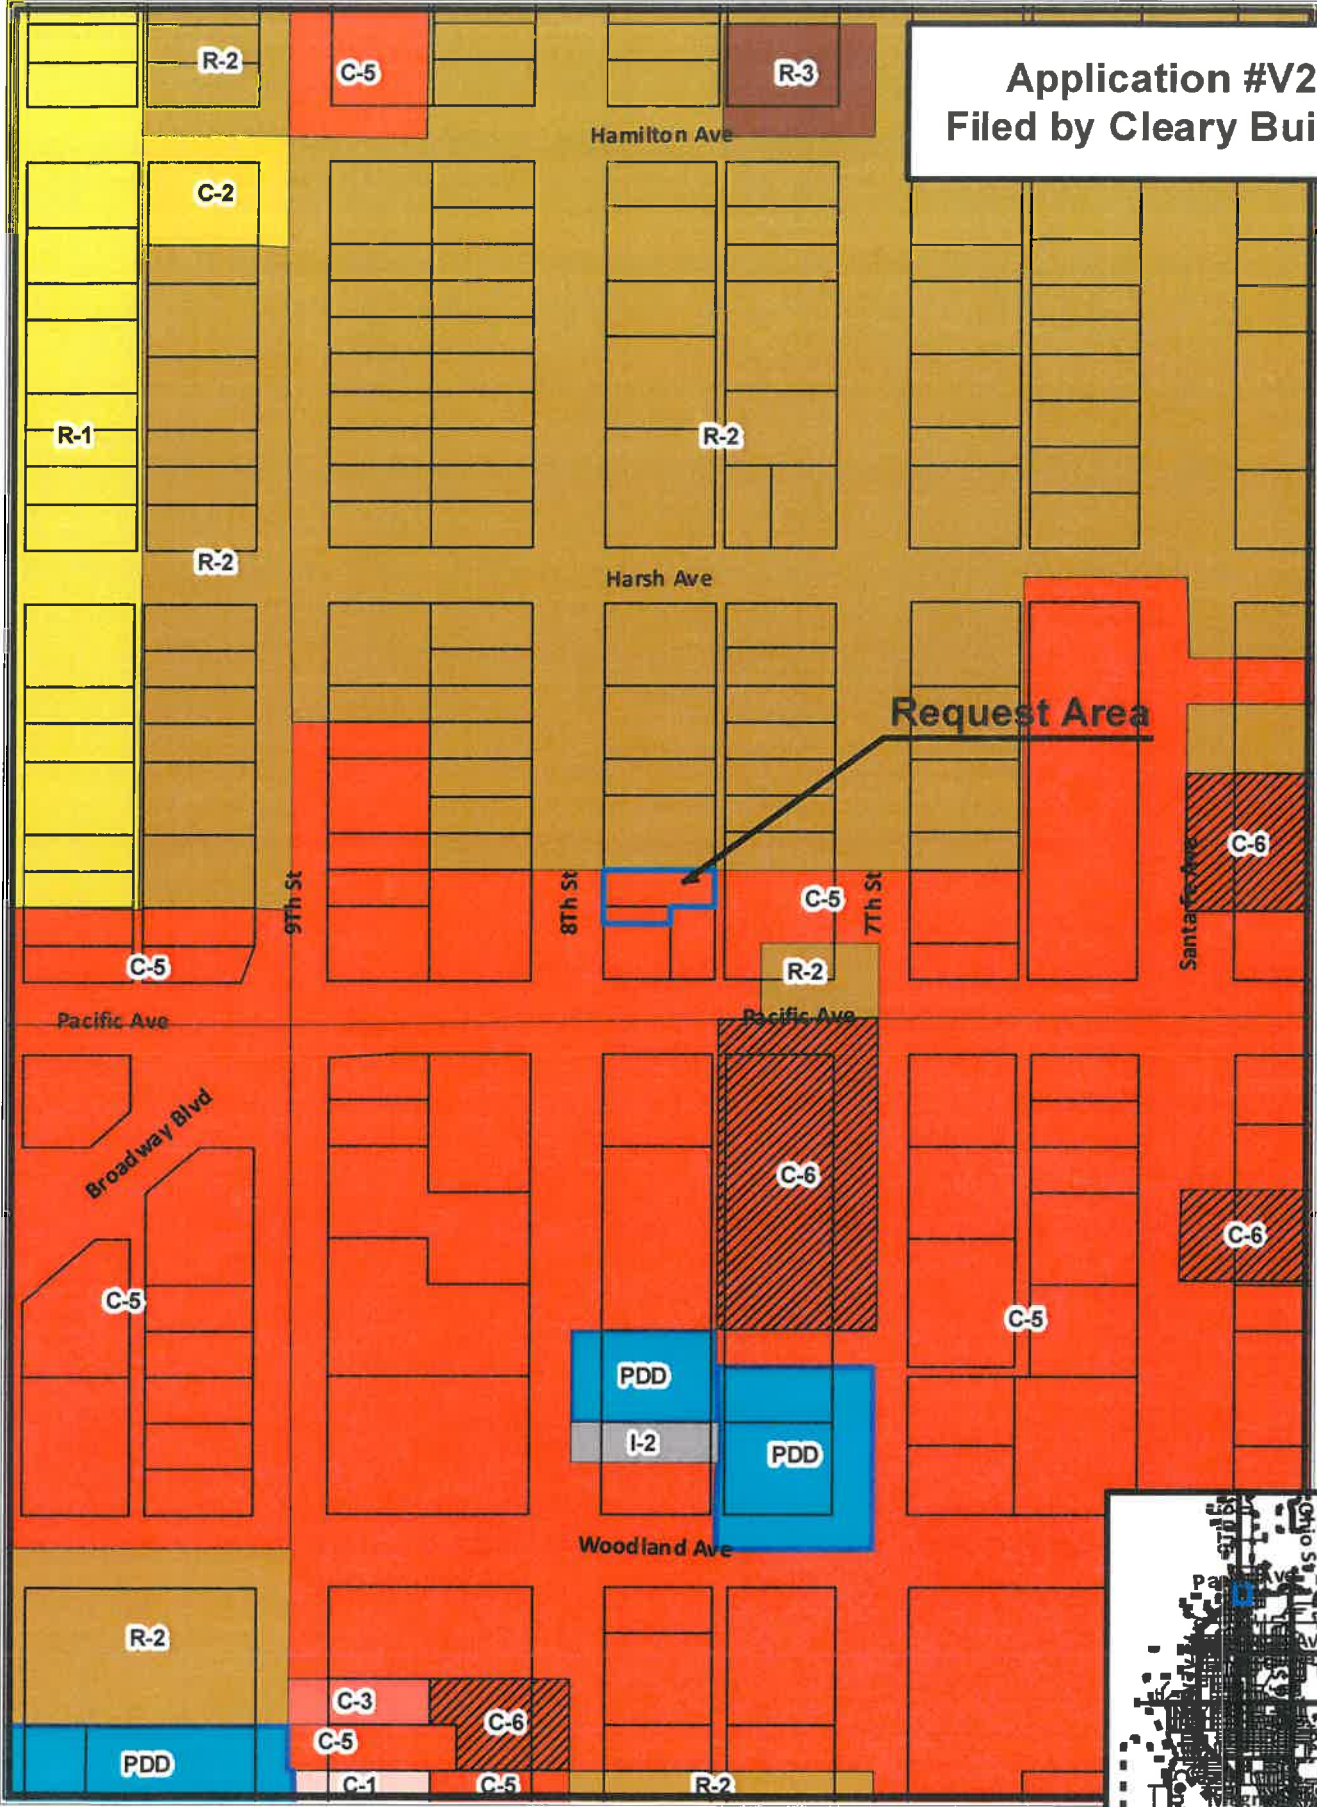 R-2
C-5
R-3
Application #V2
Filed by Cleary Bui
Hamilton Ave
C-2
R-1
R-2
R-2
Harsh Ave
Request Area
C-6
9Th St
8Th St
C-5
7Th St
Santa Fe Ave
C-5
R-2
Pacific Ave
Pacific Ave
Broadway Blvd
C-6
C-6
C-5
C-5
PDD
I-2
PDD
Woodland Ave
Ohio St
R-2
C-3
C-6
C-5
PDD
C-1
C-5
R-2